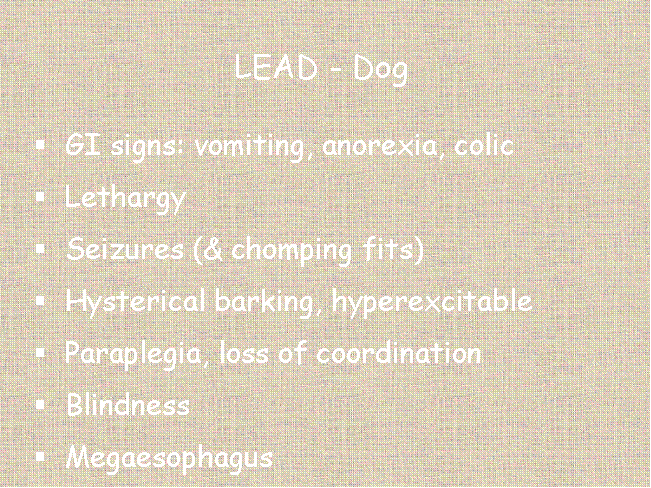 LEAD - Dog
▪ GI signs: vomiting, anorexia, colic
▪ Lethargy
▪ Seizures (& chomping fits)
▪ Hysterical barking, hyperexcitable
▪ Paraplegia, loss of coordination
▪ Blindness
▪ Megaesophagus